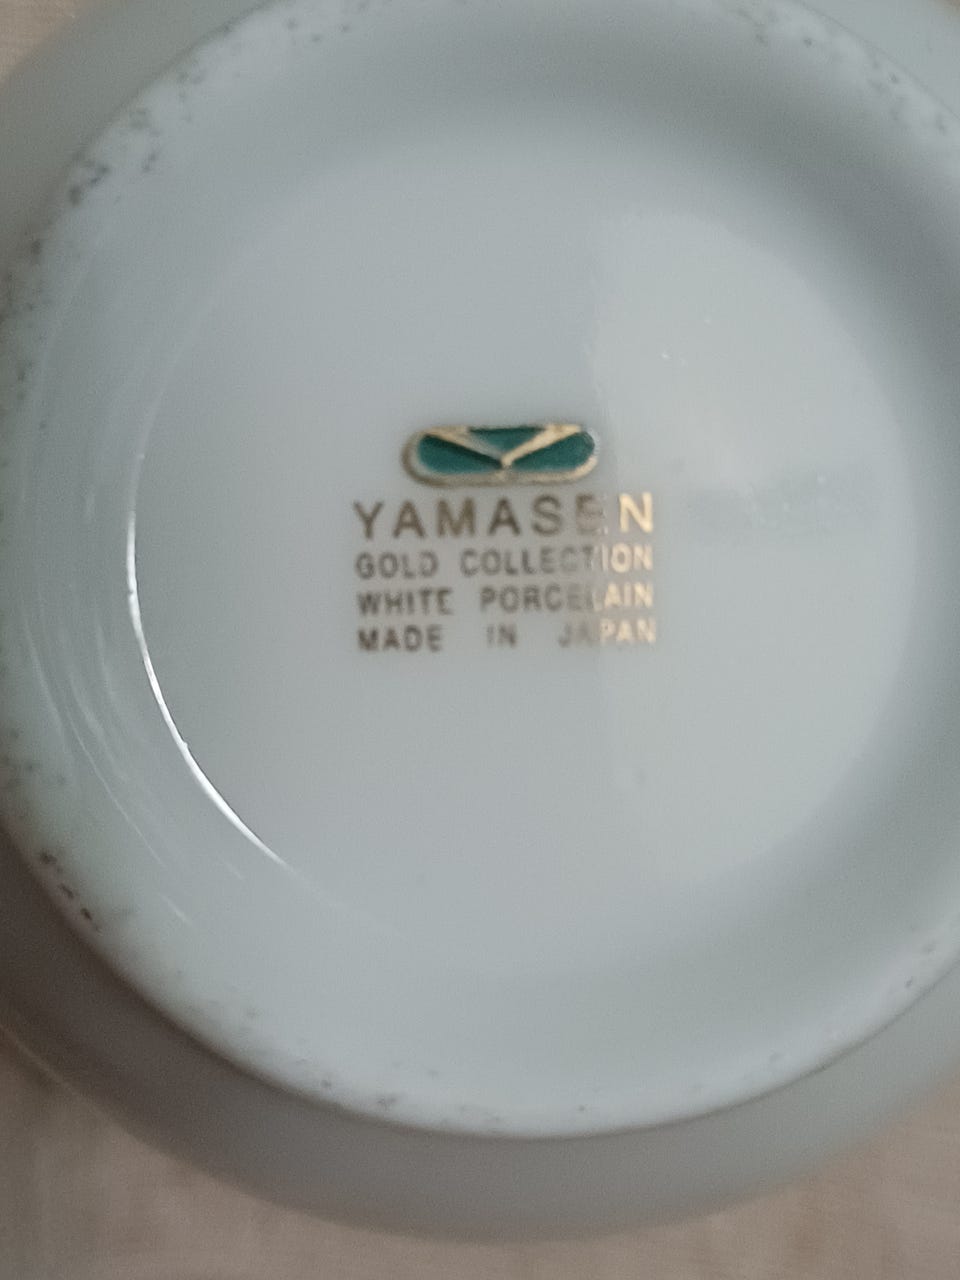 YAMASEN
GOLD COLLECTION
WHITE PORCELAIN
MADE IN JAPAN